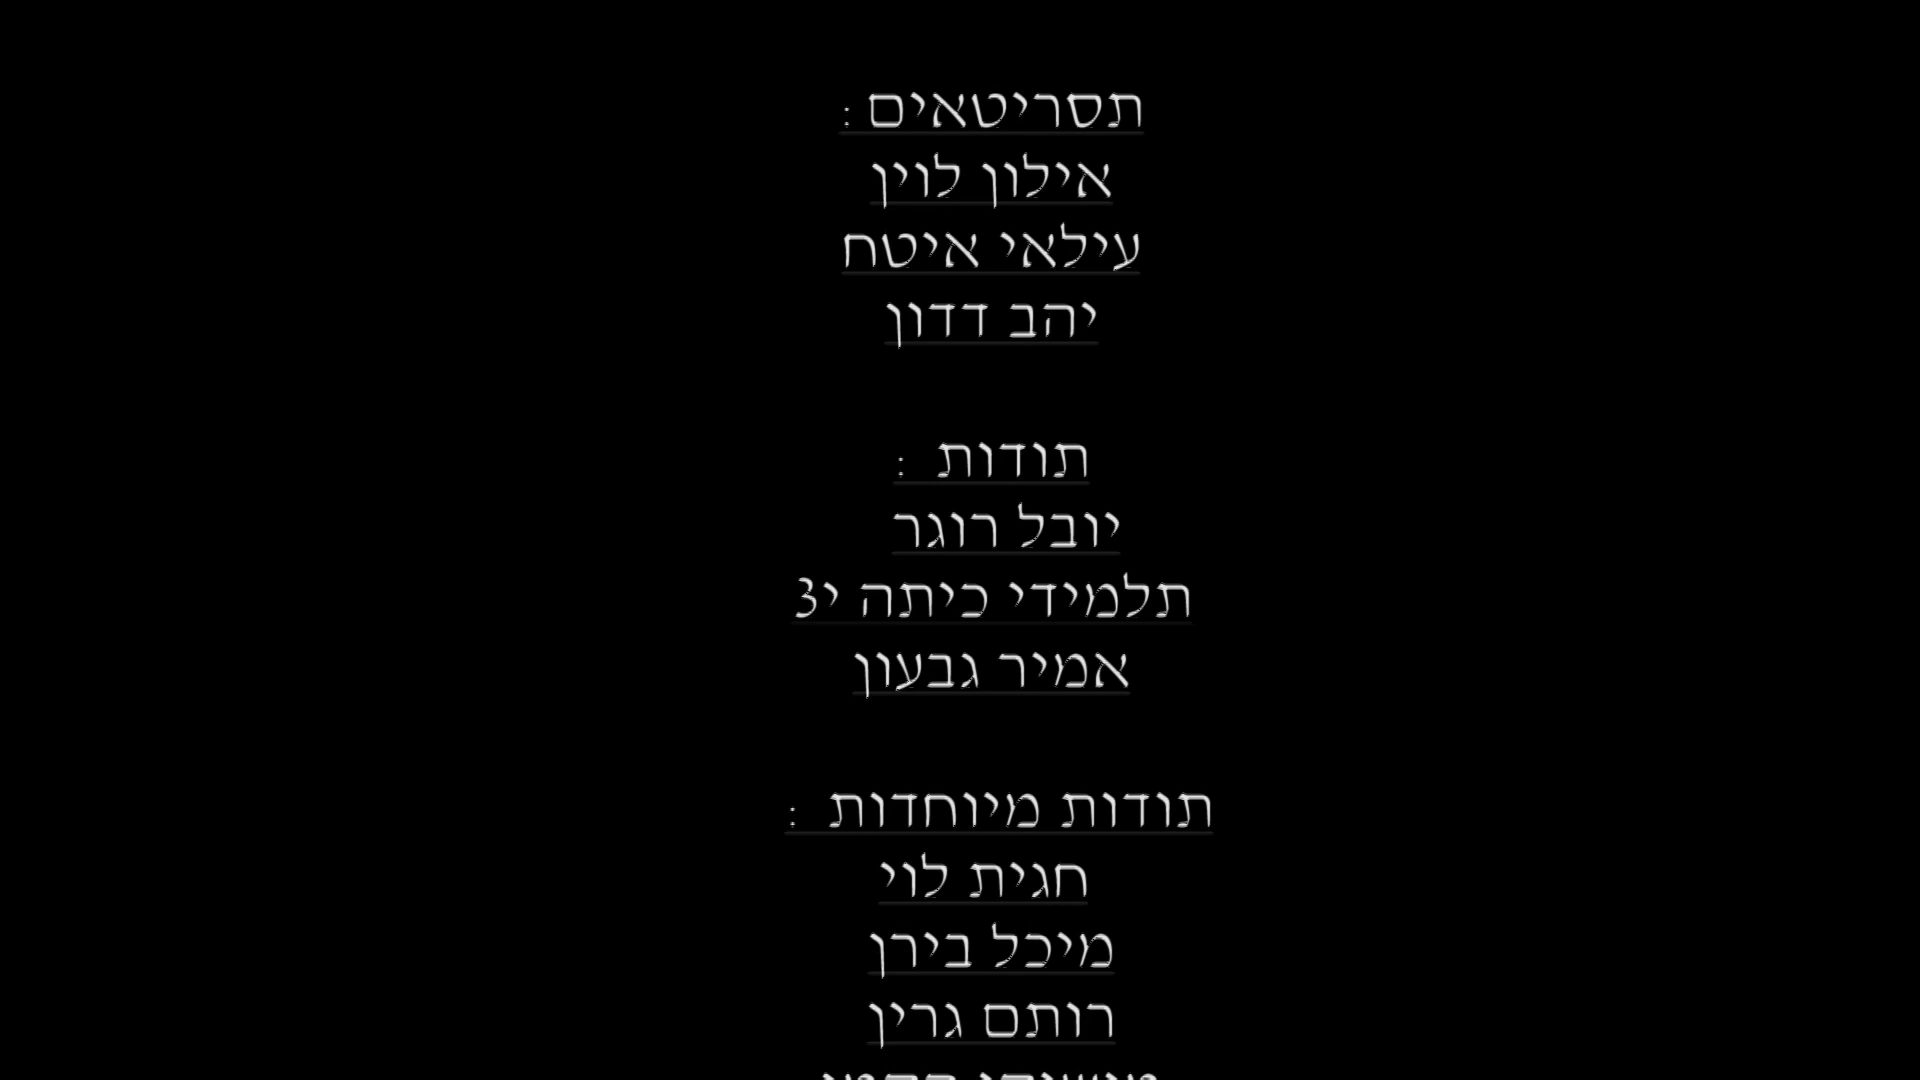 תסריטאים :
אילון לוין
עילאי איטח
יהב דדון
תודות :
יובל רוגר
תלמידי כיתה י3
אמיר גבעון
תודות מיוחדות :
חגית לוי
מיכל בירן
רותם גרין